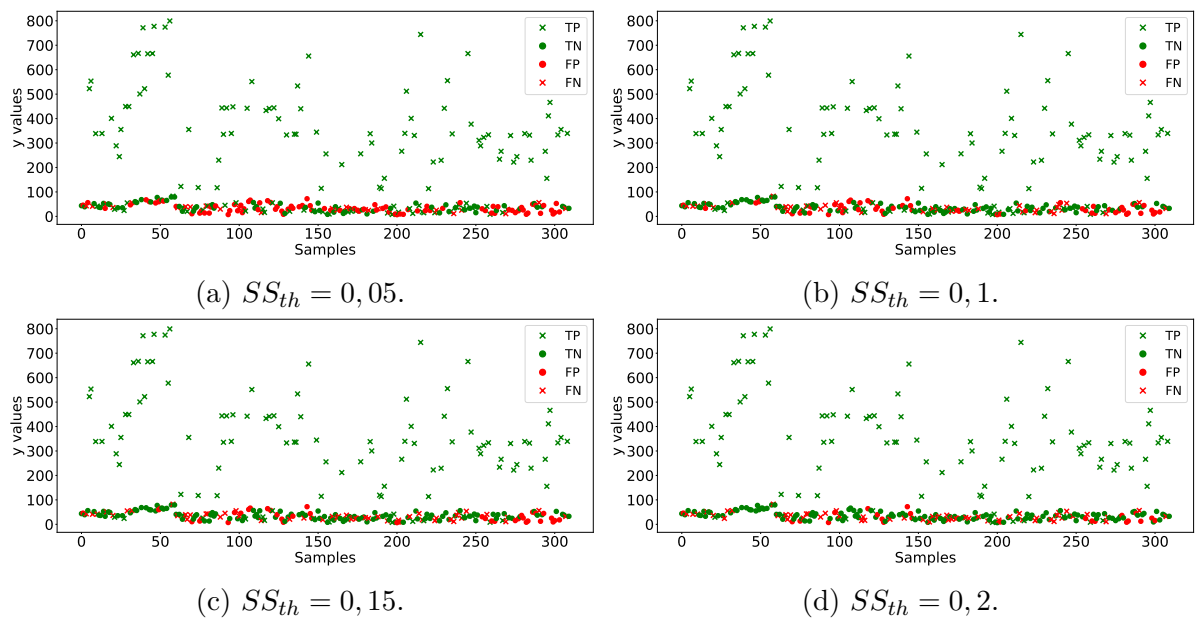 800
700
600
500
400
300
200
100
0
y values
0 50 100 150 200 250 300
Samples
TP
TN
FP
FN
(a) SS_th = 0,05.
800
700
600
500
400
300
200
100
0
y values
0 50 100 150 200 250 300
Samples
TP
TN
FP
FN
(b) SS_th = 0,1.
800
700
600
500
400
300
200
100
0
y values
0 50 100 150 200 250 300
Samples
TP
TN
FP
FN
(c) SS_th = 0,15.
800
700
600
500
400
300
200
100
0
y values
0 50 100 150 200 250 300
Samples
TP
TN
FP
FN
(d) SS_th = 0,2.